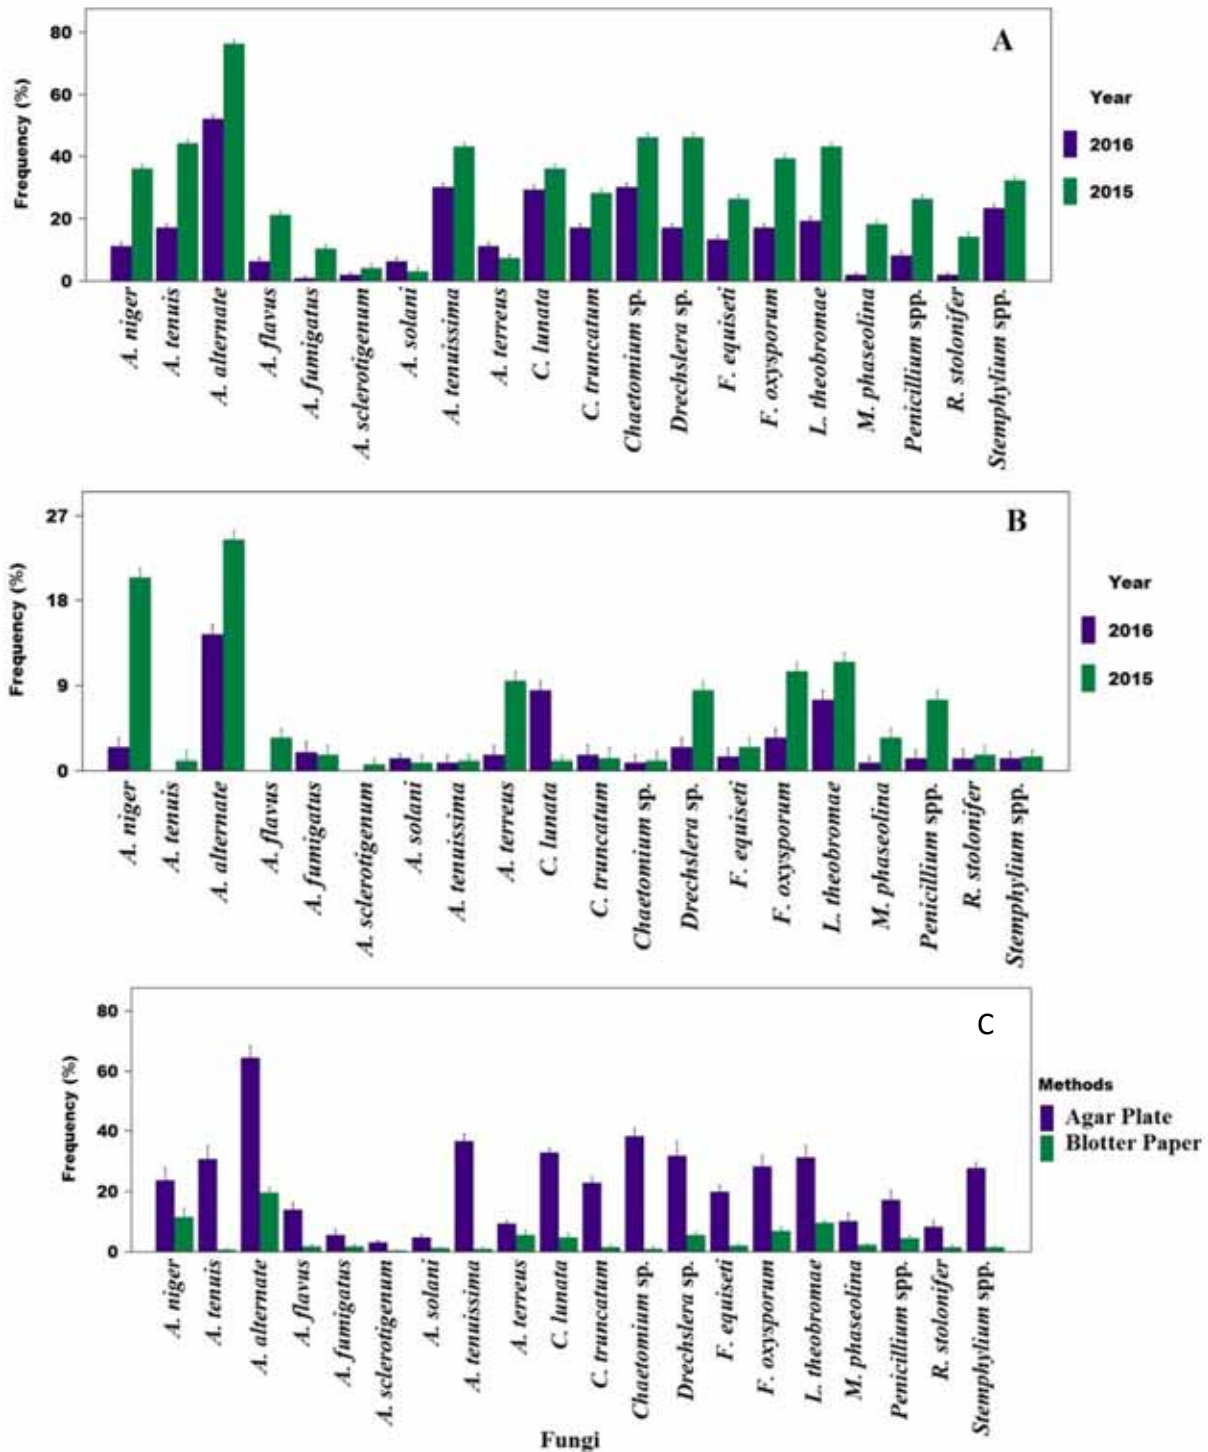 A
Frequency (%)
80
60
40
20
0
Year
2016
2015
A. niger
A. tenuis
A. alternate
A. flavus
A. fumigatus
A. sclerotigenum
A. solani
A. tenuissima
A. terreus
C. lunata
C. truncatum
Chaetomium sp.
Drechslera sp.
F. equiseti
F. oxysporum
L. theobromae
M. phaseolina
Penicillium spp.
R. stolonifer
Stemphylium spp.
B
Frequency (%)
27
18
9
0
Year
2016
2015
A. niger
A. tenuis
A. alternate
A. flavus
A. fumigatus
A. sclerotigenum
A. solani
A. tenuissima
A. terreus
C. lunata
C. truncatum
Chaetomium sp.
Drechslera sp.
F. equiseti
F. oxysporum
L. theobromae
M. phaseolina
Penicillium spp.
R. stolonifer
Stemphylium spp.
C
Frequency (%)
80
60
40
20
0
Methods
Agar Plate
Blotter Paper
A. niger
A. tenuis
A. alternate
A. flavus
A. fumigatus
A. sclerotigenum
A. solani
A. tenuissima
A. terreus
C. lunata
C. truncatum
Chaetomium sp.
Drechslera sp.
F. equiseti
F. oxysporum
L. theobromae
M. phaseolina
Penicillium spp.
R. stolonifer
Stemphylium spp.
Fungi